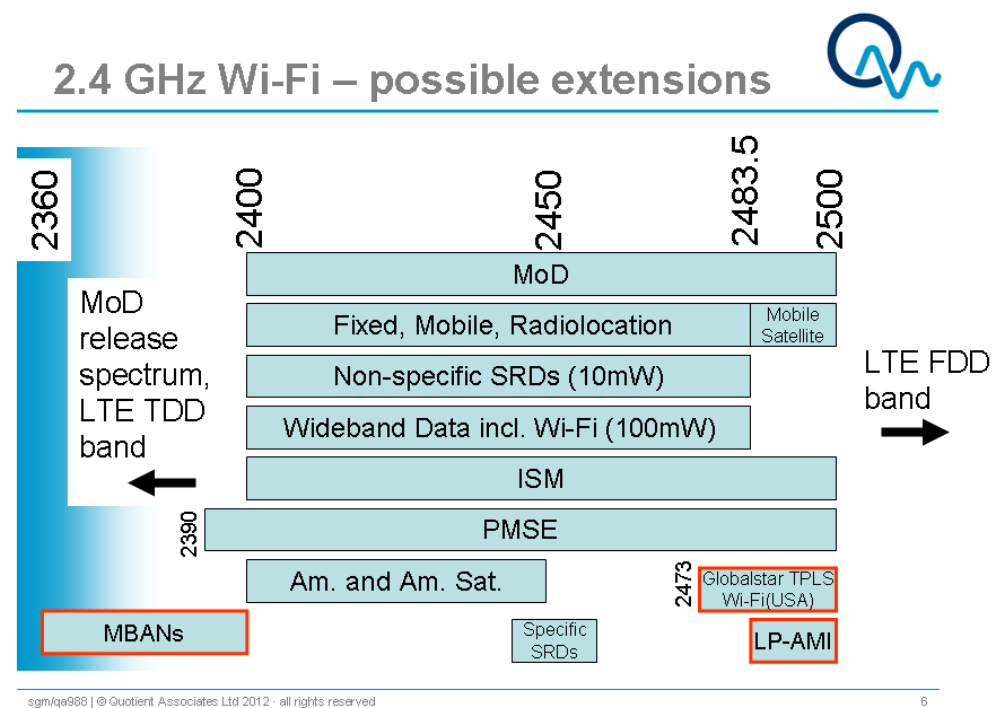 2.4 GHz Wi-Fi – possible extensions
2360
2400
2450
2483.5
2500
MoD
Fixed, Mobile, Radiolocation
Mobile
Satellite
MoD
release
spectrum,
LTE TDD
band
LTE FDD
band
Non-specific SRDs (10mW)
Wideband Data incl. Wi-Fi (100mW)
ISM
2390
PMSE
Am. and Am. Sat.
2473
Globalstar TPLS
Wi-Fi(USA)
MBANs
Specific
SRDs
LP-AMI
sgm/qa988 | © Quotient Associates Ltd 2012 · all rights reserved
6